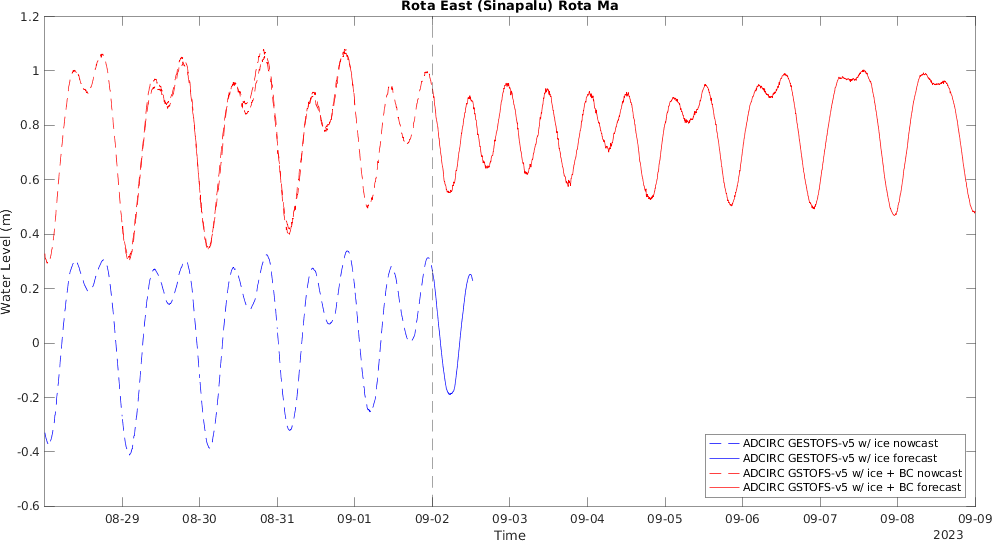 Rota East (Sinapalu) Rota Ma
Water Level (m)
1.2
1
0.8
0.6
0.4
0.2
0
-0.2
-0.4
-0.6
ADCIRC GESTOFS-v5 w/ ice nowcast
ADCIRC GESTOFS-v5 w/ ice forecast
ADCIRC GSTOFS-v5 w/ ice + BC nowcast
ADCIRC GSTOFS-v5 w/ ice + BC forecast
08-29 08-30 08-31 09-01 09-02 09-03 09-04 09-05 09-06 09-07 09-08 09-09
Time
2023